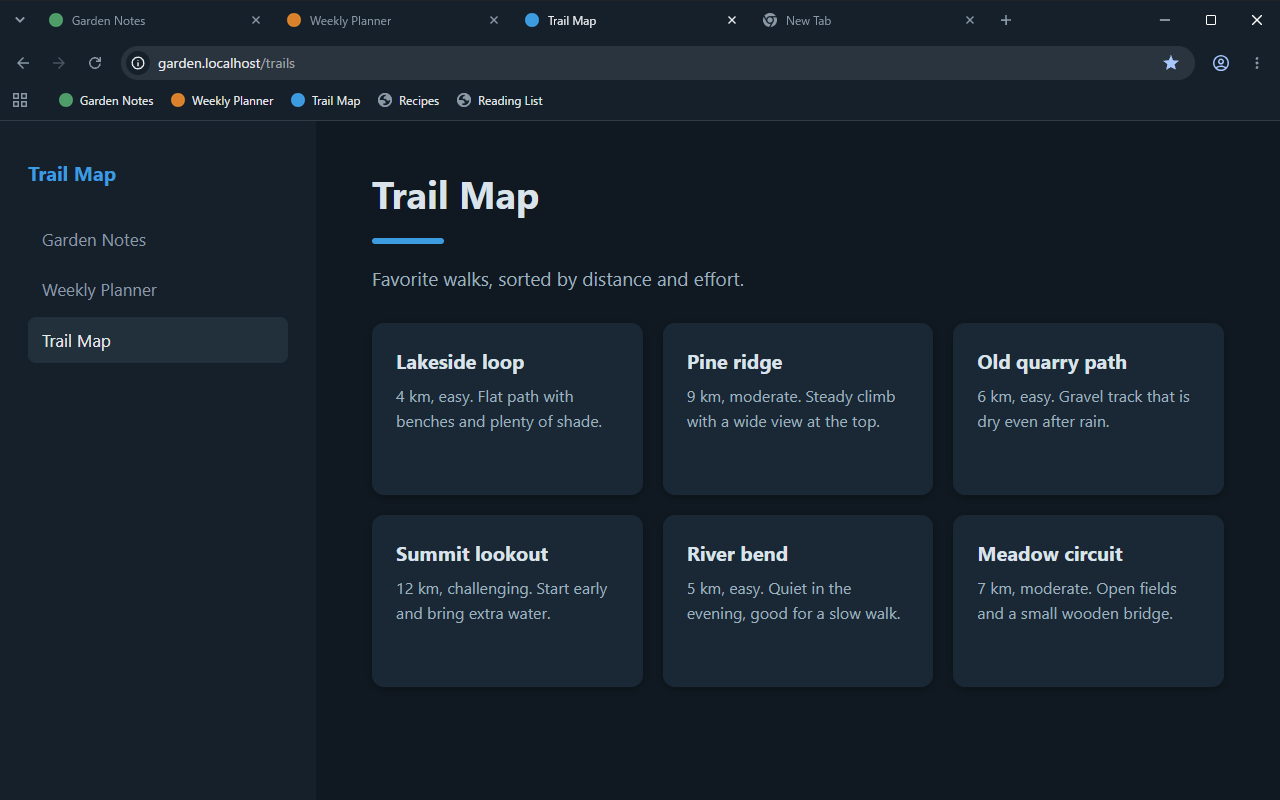 Garden Notes
Weekly Planner
Trail Map
New Tab
garden.localhost/trails
Garden Notes
Weekly Planner
Trail Map
Recipes
Reading List
Trail Map
Garden Notes
Weekly Planner
Trail Map
Trail Map
Favorite walks, sorted by distance and effort.
Lakeside loop
4 km, easy. Flat path with
benches and plenty of shade.
Pine ridge
9 km, moderate. Steady climb
with a wide view at the top.
Old quarry path
6 km, easy. Gravel track that is
dry even after rain.
Summit lookout
12 km, challenging. Start early
and bring extra water.
River bend
5 km, easy. Quiet in the
evening, good for a slow walk.
Meadow circuit
7 km, moderate. Open fields
and a small wooden bridge.